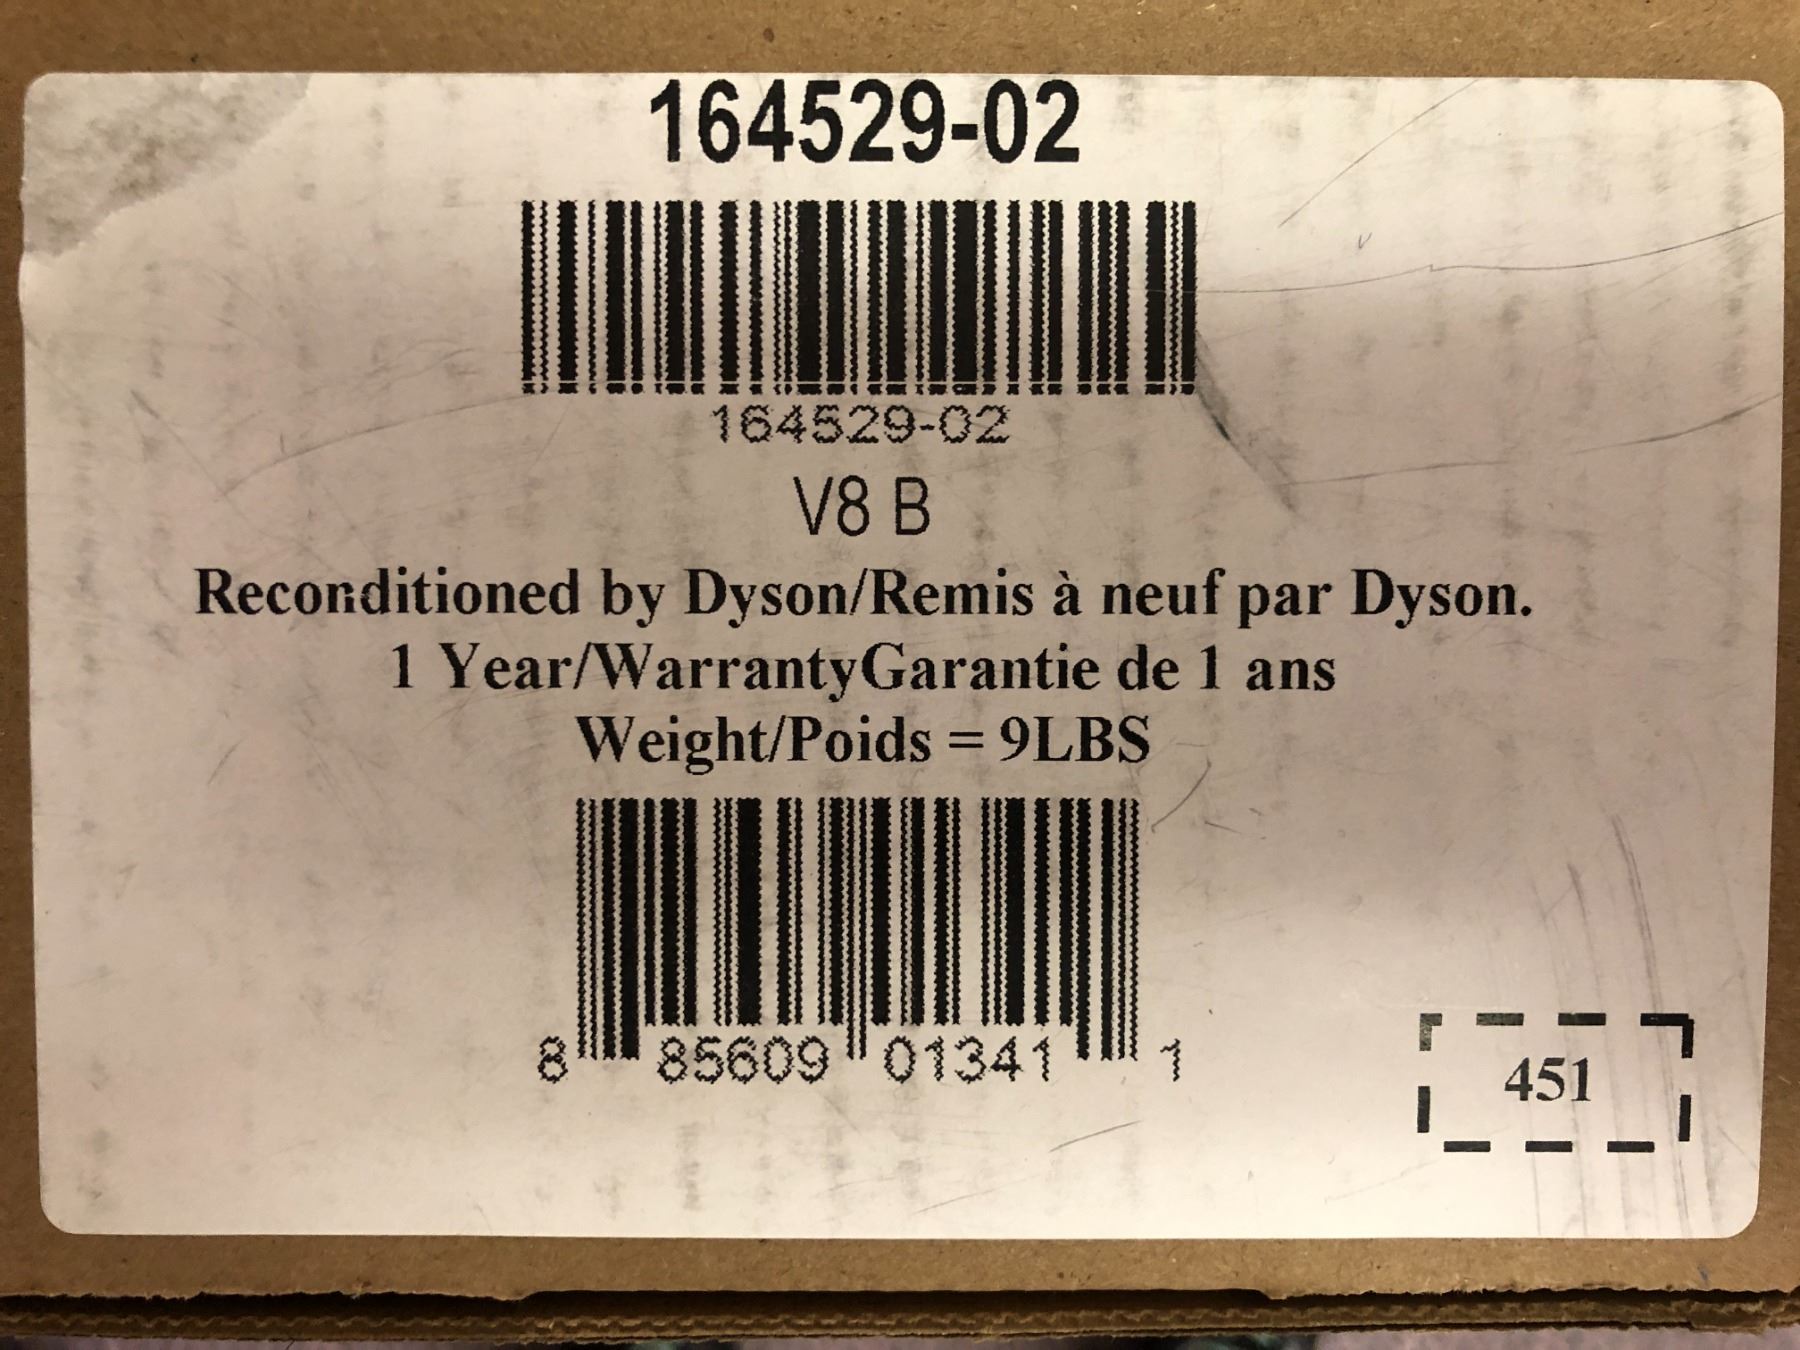 164529-02
164529-02
V8 B
Reconditioned by Dyson/Remis à neuf par Dyson.
1 Year/WarrantyGarantie de 1 ans
Weight/Poids = 9LBS
8 85609 01341 1
451